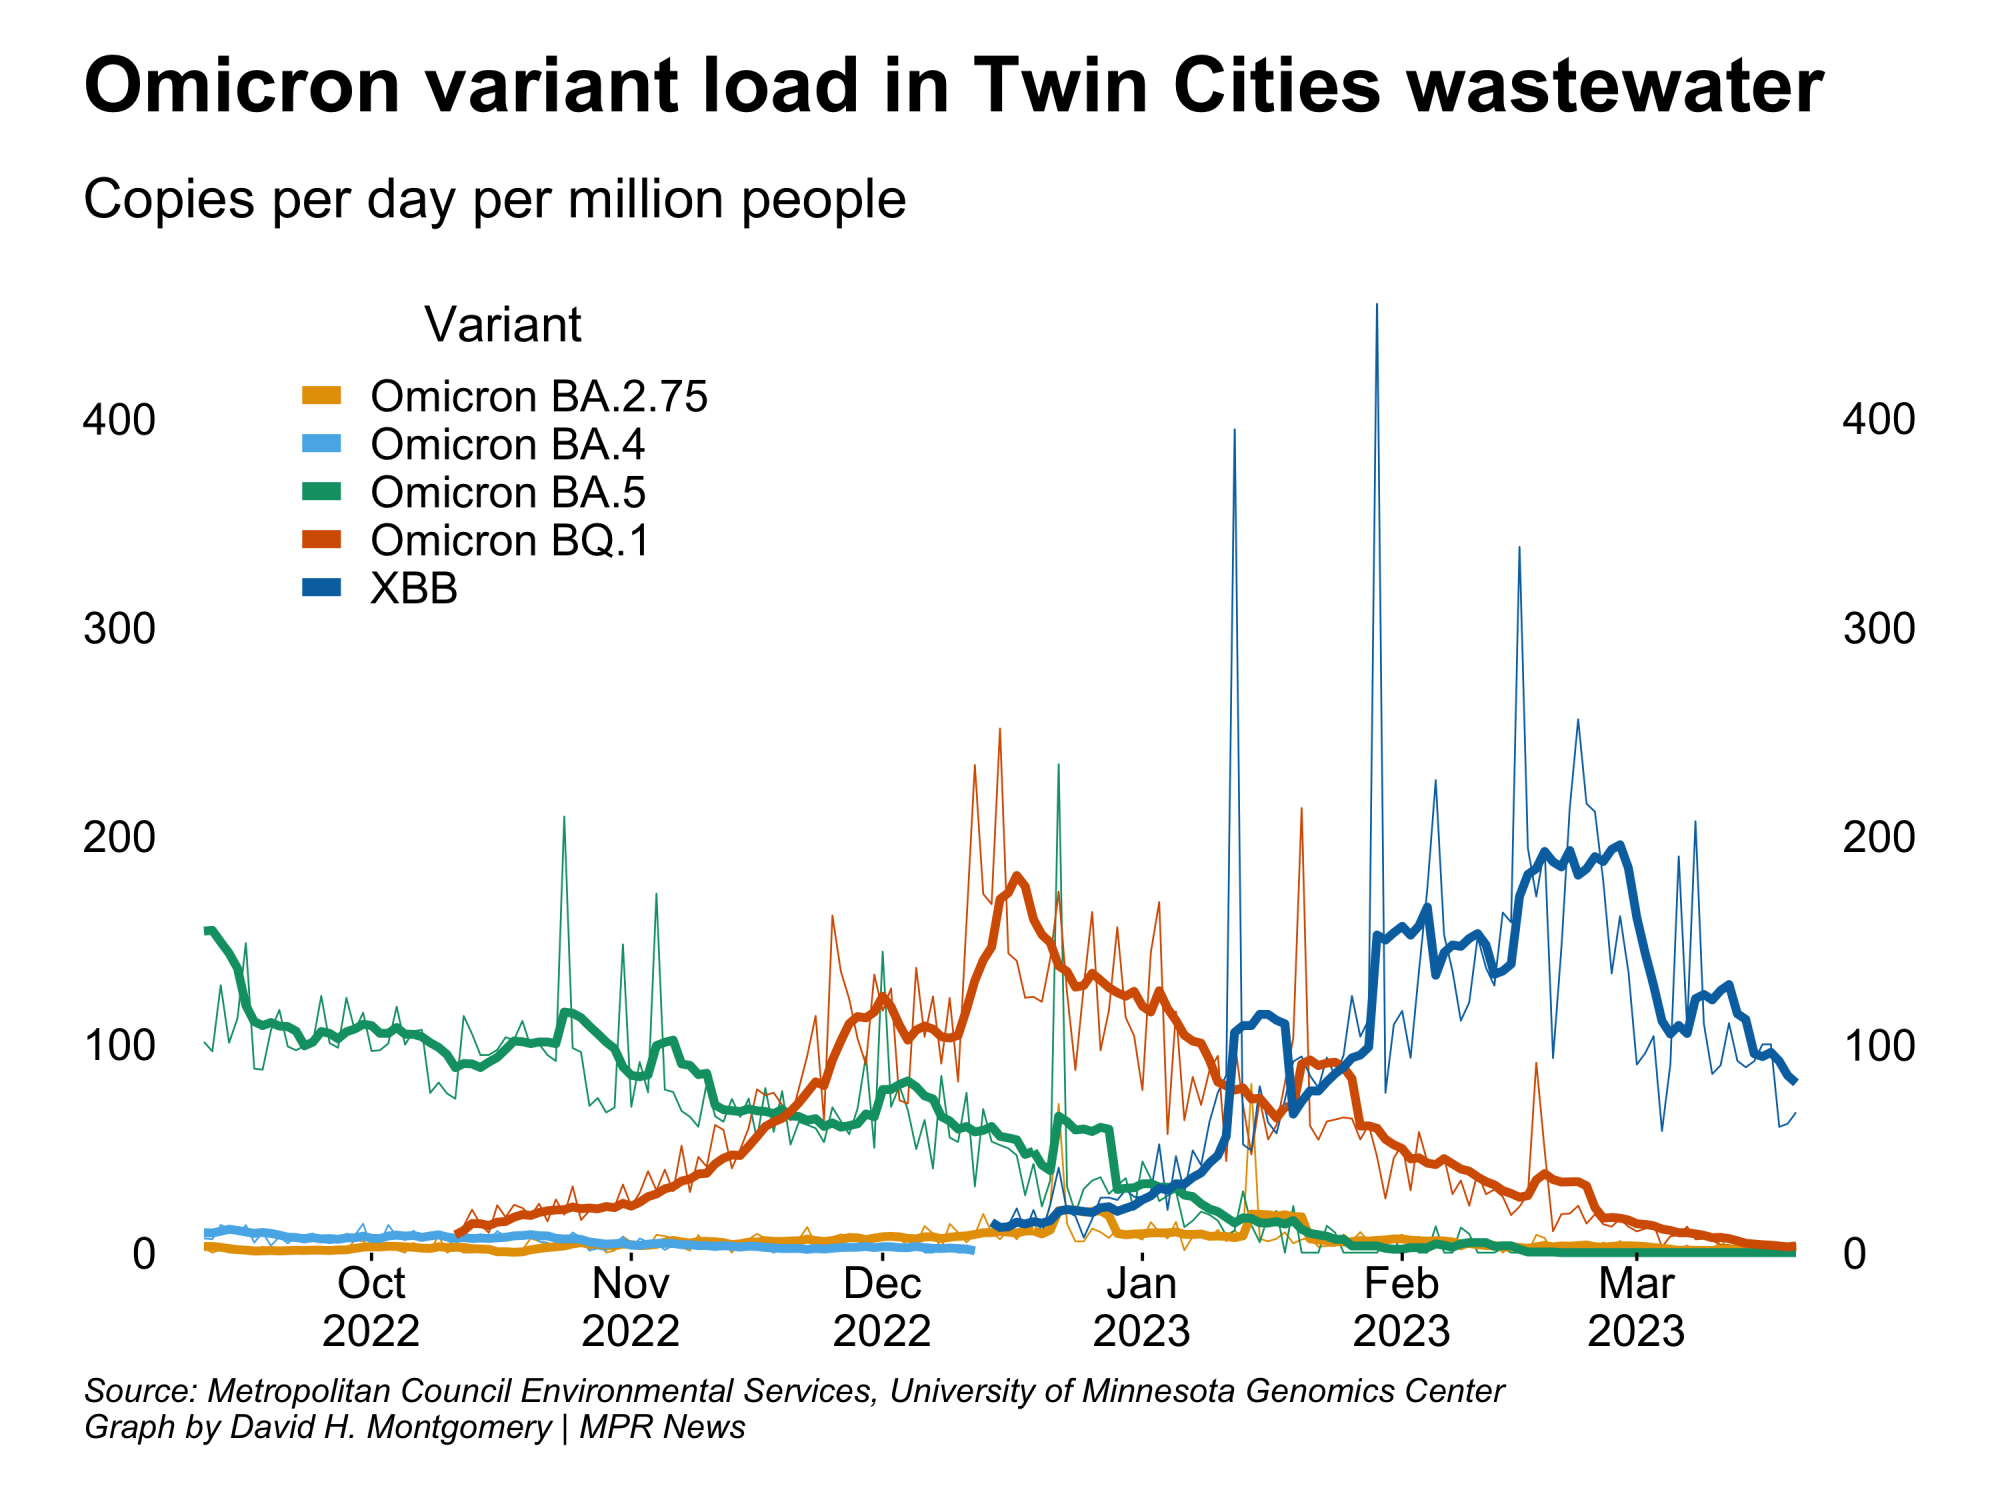 Omicron variant load in Twin Cities wastewater
Copies per day per million people
Variant
Omicron BA.2.75
Omicron BA.4
Omicron BA.5
Omicron BQ.1
XBB
400 400
300 300
200 200
100 100
0 0
Oct Nov Dec Jan Feb Mar
2022 2022 2022 2023 2023 2023
Source: Metropolitan Council Environmental Services, University of Minnesota Genomics Center
Graph by David H. Montgomery | MPR News